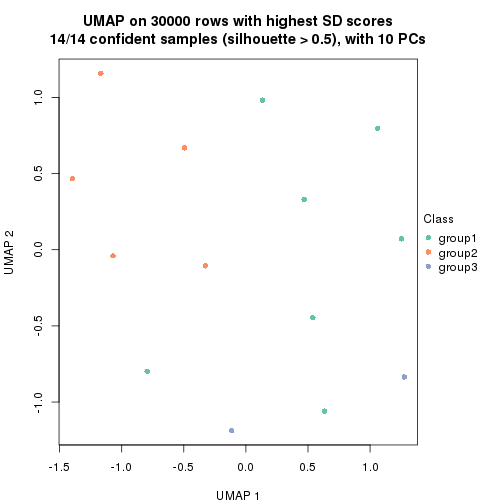 UMAP on 30000 rows with highest SD scores
14/14 confident samples (silhouette > 0.5), with 10 PCs
1.0
0.5
0.0
-0.5
-1.0
UMAP 2
Class
group1
group2
group3
-1.5 -1.0 -0.5 0.0 0.5 1.0
UMAP 1